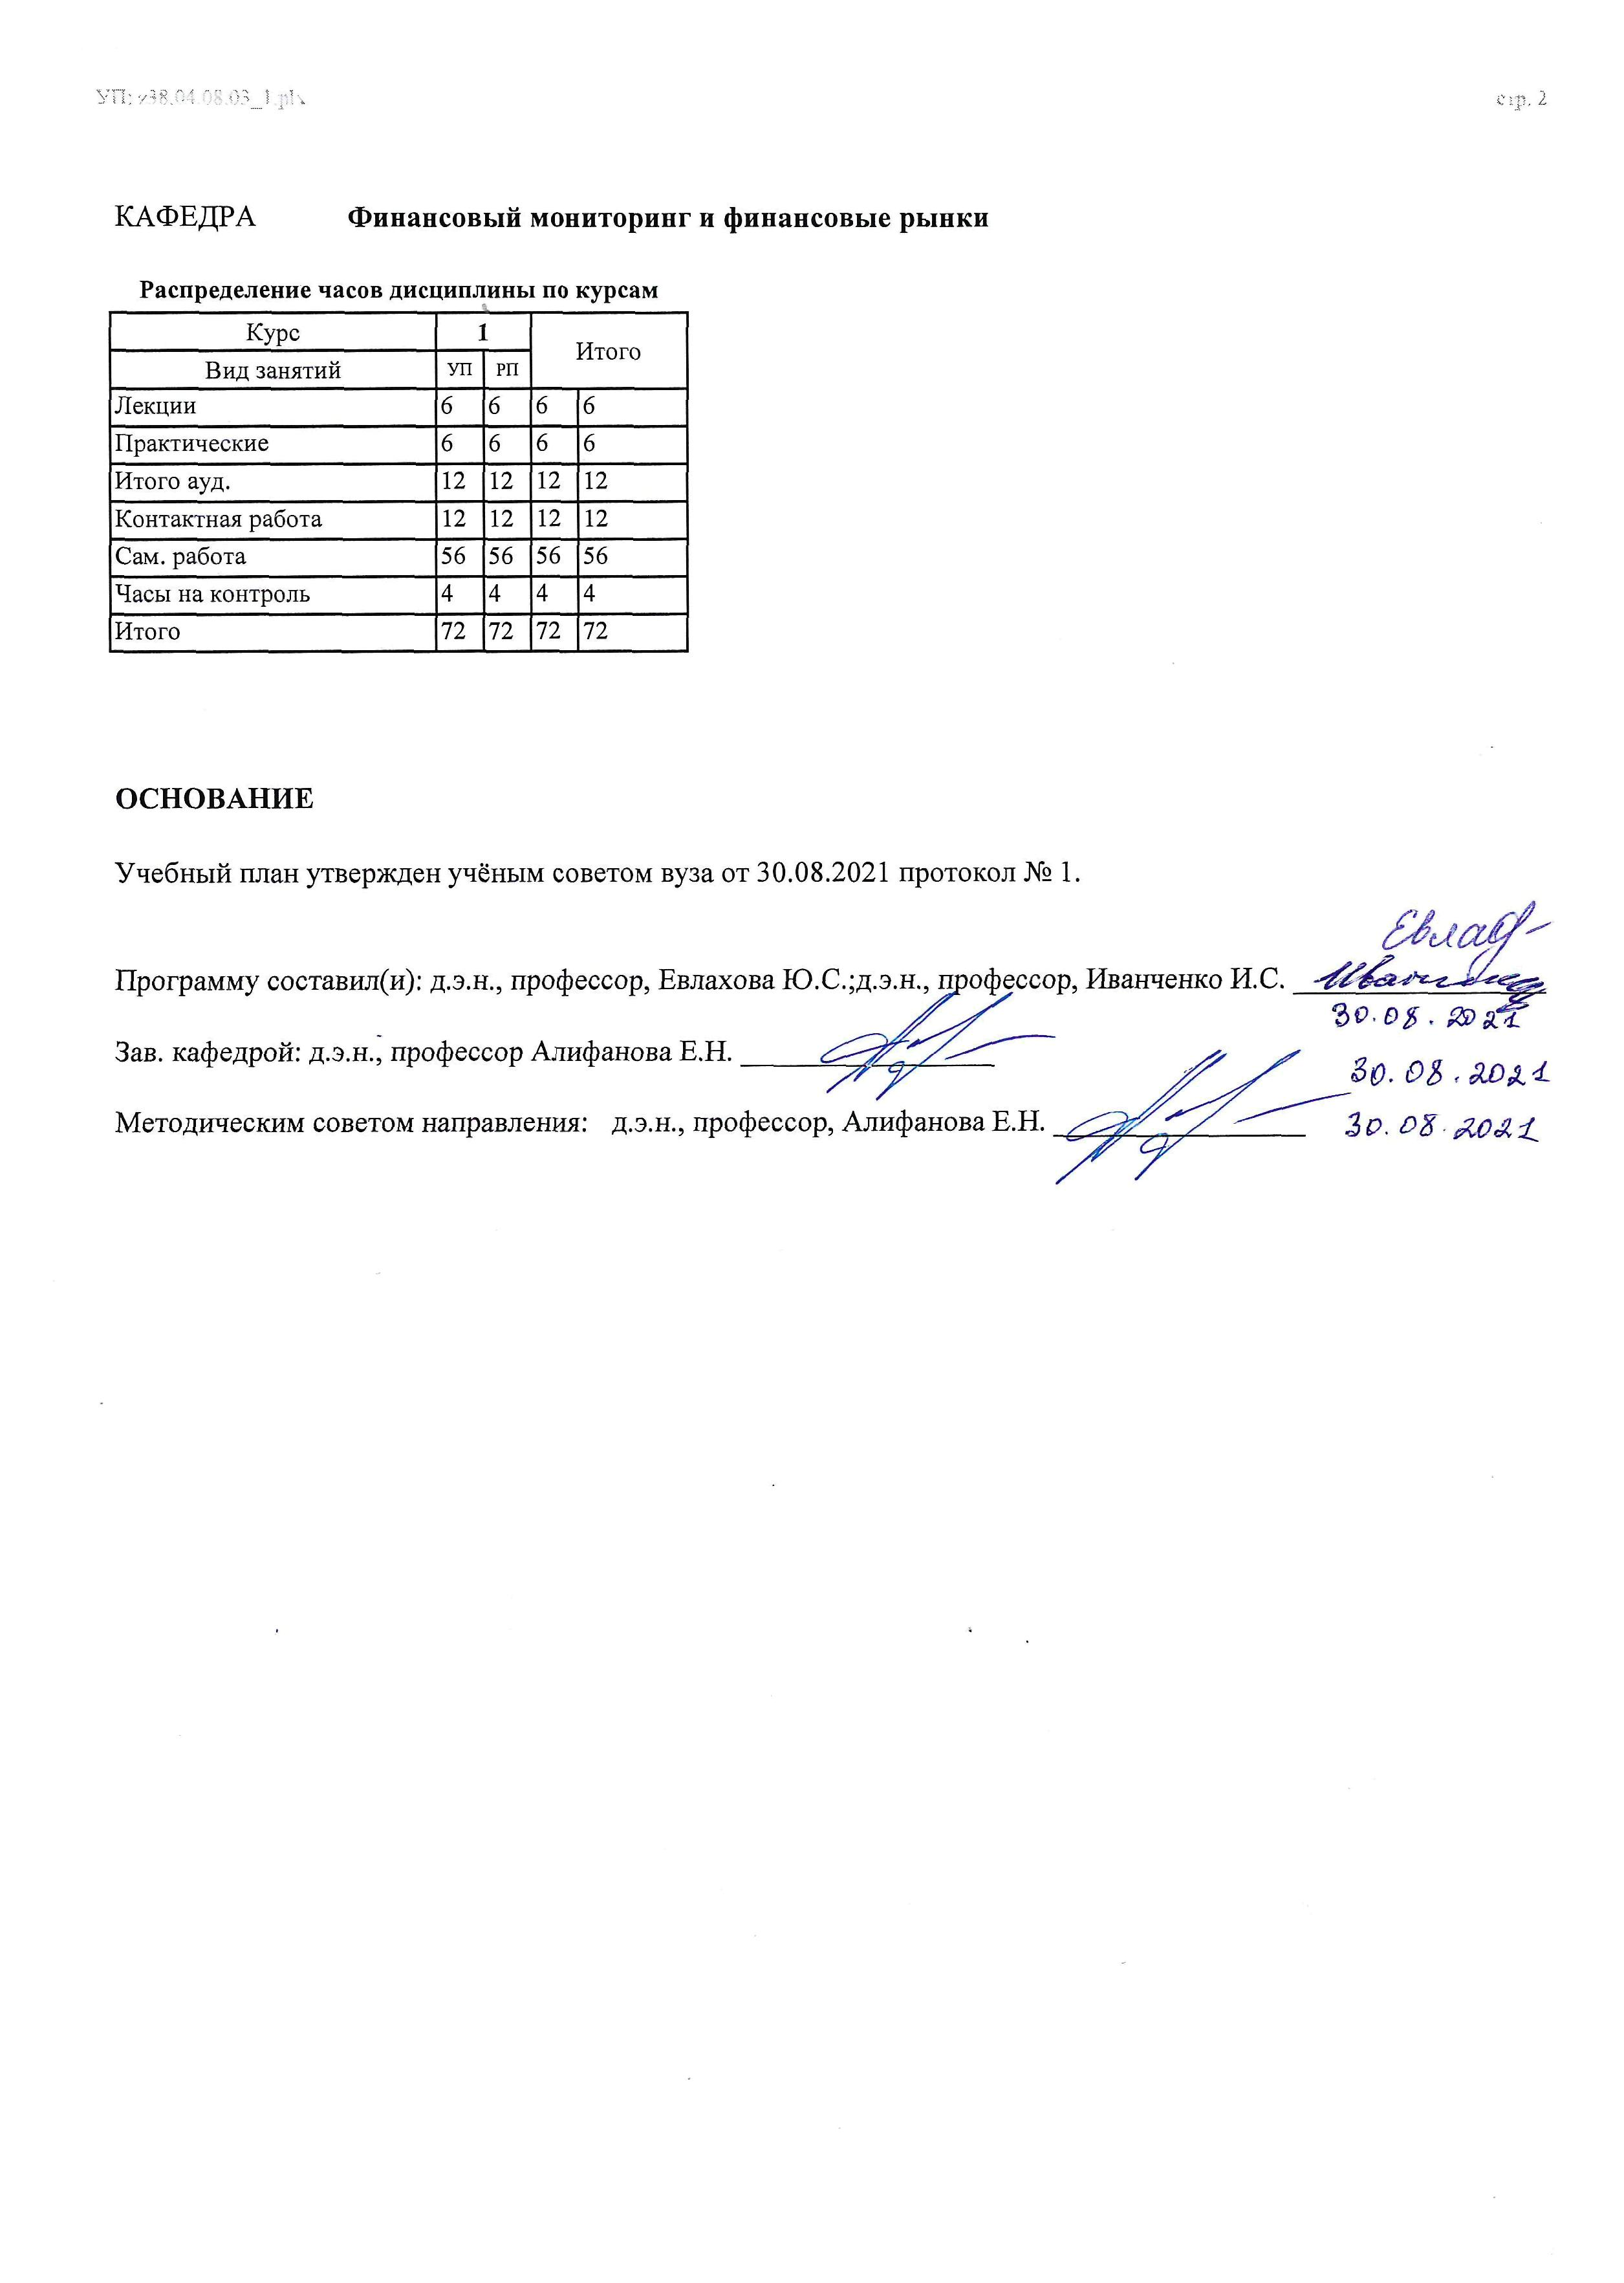 УП: z38.04.08.03_1.plx стр. 2
КАФЕДРА Финансовый мониторинг и финансовые рынки
Распределение часов дисциплины по курсам
Курс 1 Итого
Вид занятий УП РП
Лекции 6 6 6 6
Практические 6 6 6 6
Итого ауд. 12 12 12 12
Контактная работа 12 12 12 12
Сам. работа 56 56 56 56
Часы на контроль 4 4 4 4
Итого 72 72 72 72
ОСНОВАНИЕ
Учебный план утвержден учёным советом вуза от 30.08.2021 протокол № 1.
Программу составил(и): д.э.н., профессор, Евлахова Ю.С.;д.э.н., профессор, Иванченко И.С.
30.08.2021
Зав. кафедрой: д.э.н., профессор Алифанова Е.Н. 30.08.2021
Методическим советом направления: д.э.н., профессор, Алифанова Е.Н. 30.08.2021